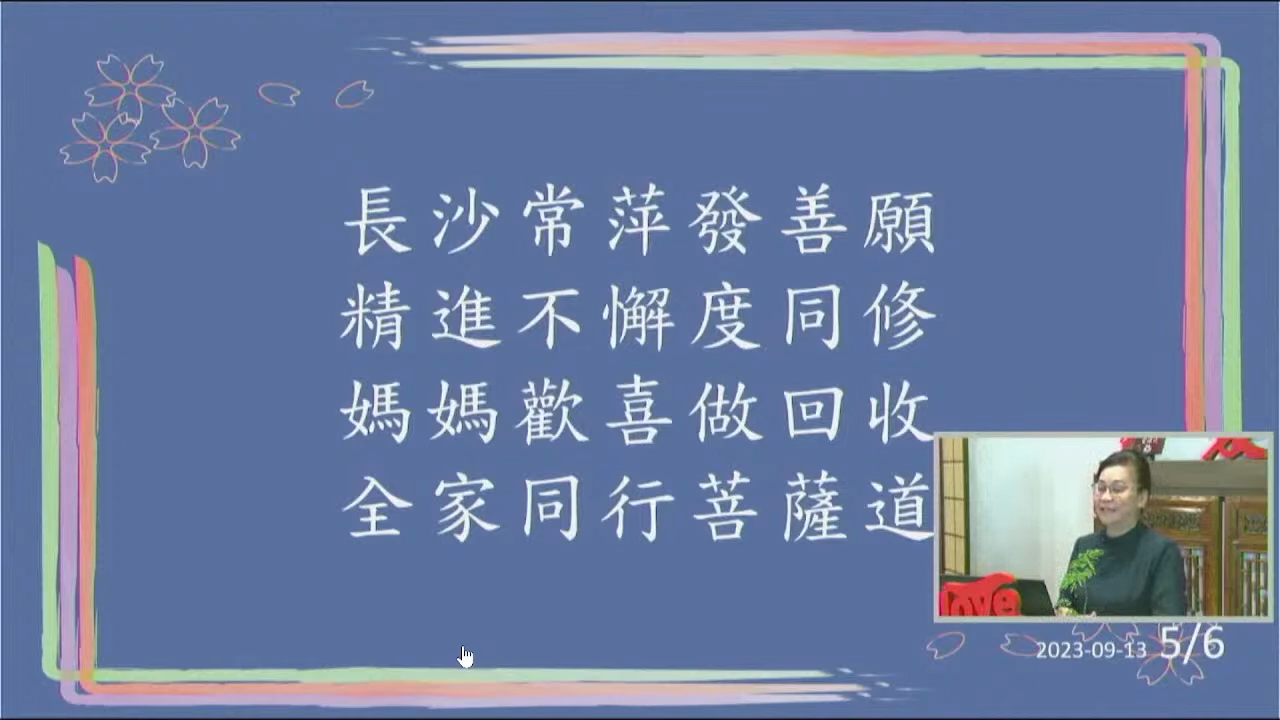 長沙常萍發善願
精進不懈度同修
媽媽歡喜做回收
全家同行菩薩道
love
2023-09-13 5/6